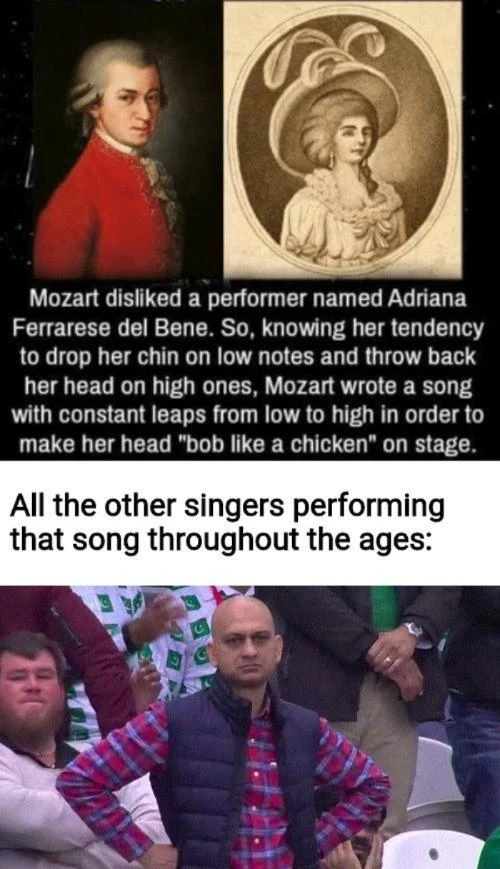 Mozart disliked a performer named Adriana
Ferrarese del Bene. So, knowing her tendency
to drop her chin on low notes and throw back
her head on high ones, Mozart wrote a song
with constant leaps from low to high in order to
make her head "bob like a chicken" on stage.
All the other singers performing
that song throughout the ages: